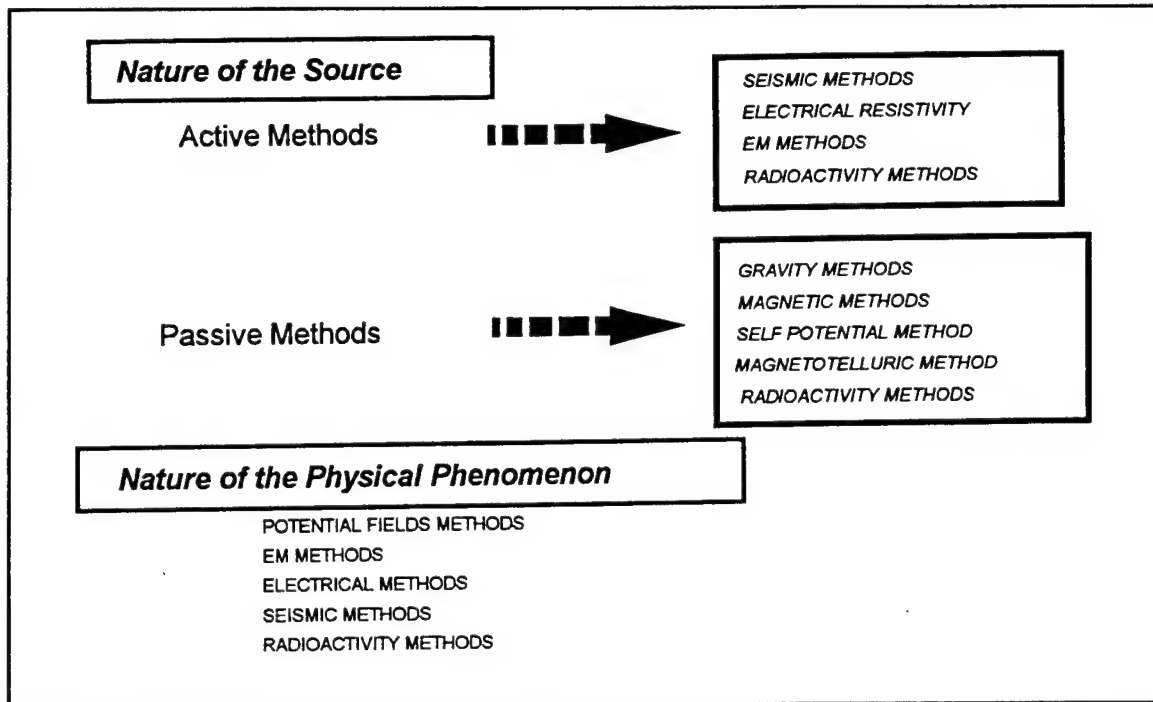 Nature of the Source
Active Methods
SEISMIC METHODS
ELECTRICAL RESISTIVITY
EM METHODS
RADIOACTIVITY METHODS
Passive Methods
GRAVITY METHODS
MAGNETIC METHODS
SELF POTENTIAL METHOD
MAGNETOTELLURIC METHOD
RADIOACTIVITY METHODS
Nature of the Physical Phenomenon
POTENTIAL FIELDS METHODS
EM METHODS
ELECTRICAL METHODS
SEISMIC METHODS
RADIOACTIVITY METHODS